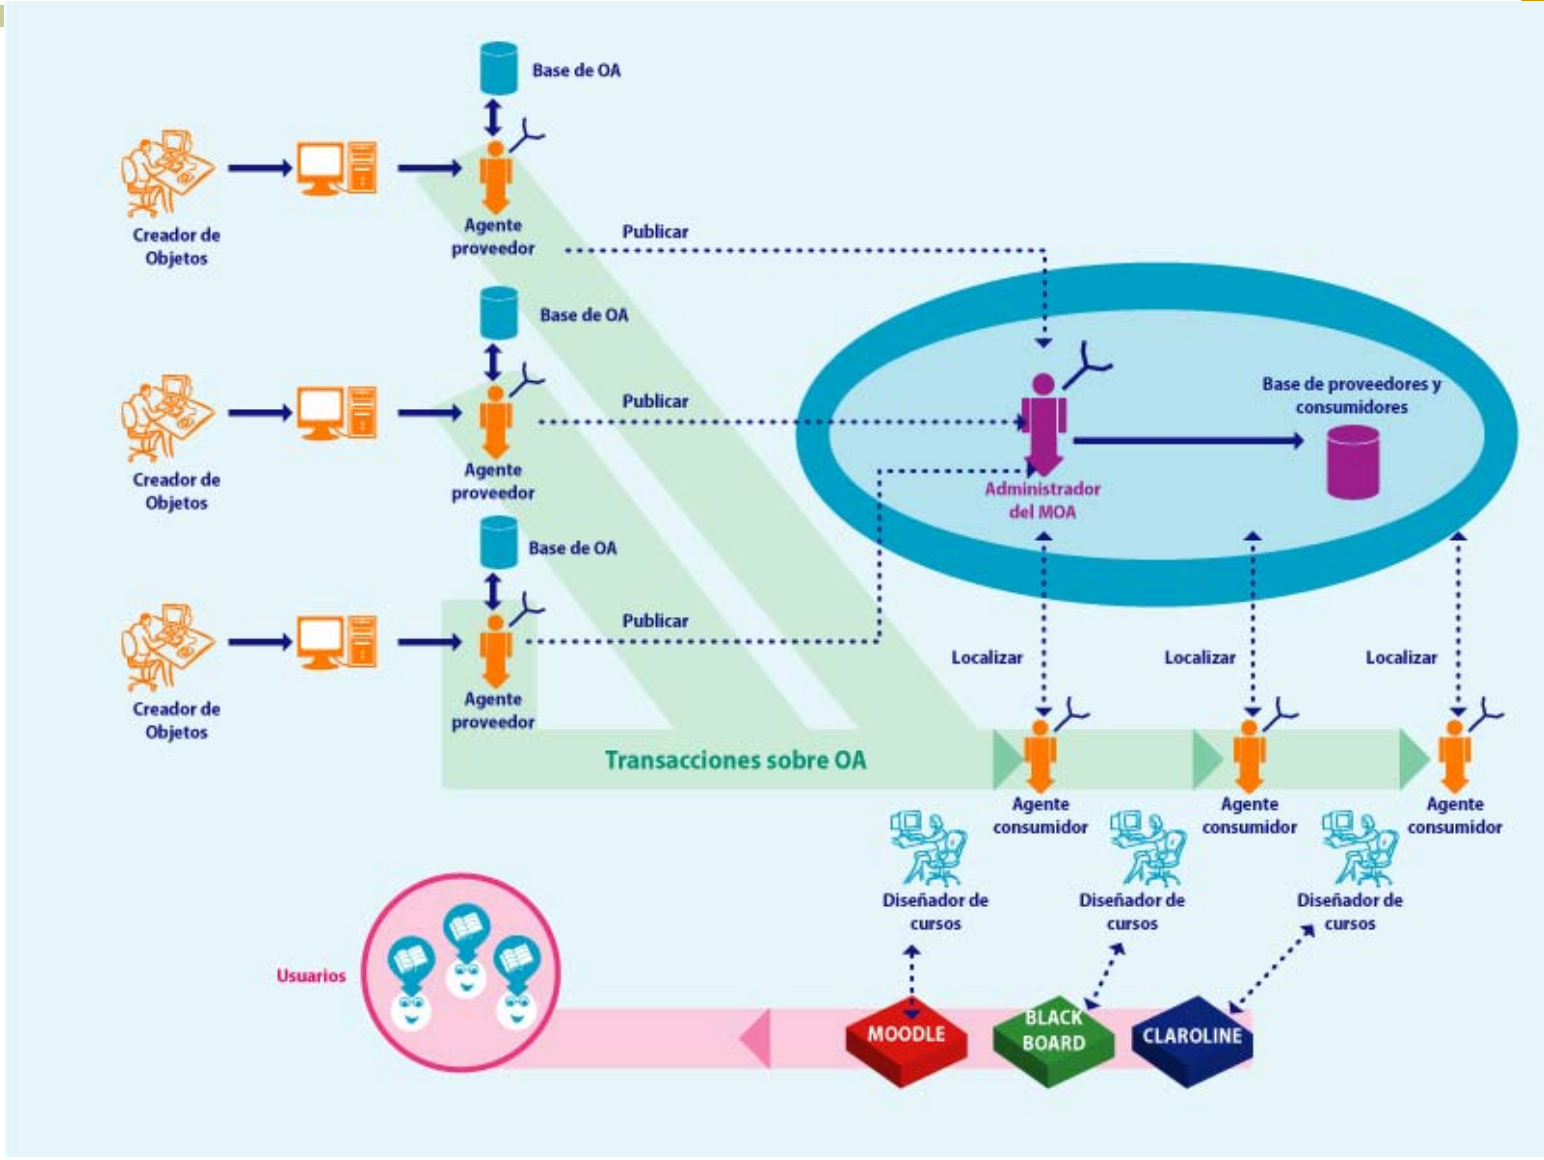 Base de OA
Creador de
Objetos
Agente
proveedor
Publicar
Base de OA
Creador de
Objetos
Agente
proveedor
Publicar
Base de proveedores y
consumidores
Administrador
del MOA
Base de OA
Creador de
Objetos
Agente
proveedor
Publicar
Localizar
Localizar
Localizar
Transacciones sobre OA
Agente
consumidor
Agente
consumidor
Agente
consumidor
Diseñador de
cursos
Diseñador de
cursos
Diseñador de
cursos
Usuarios
MOODLE
BLACK
BOARD
CLAROLINE